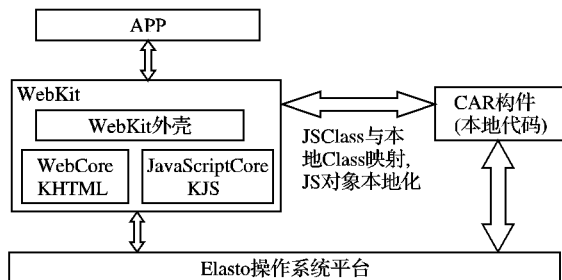 APP
WebKit
WebKit外壳
WebCore
KHTML
JavaScriptCore
KJS
JSClass与本
地Class映射,
JS对象本地化
CAR构件
(本地代码)
Elasto操作系统平台